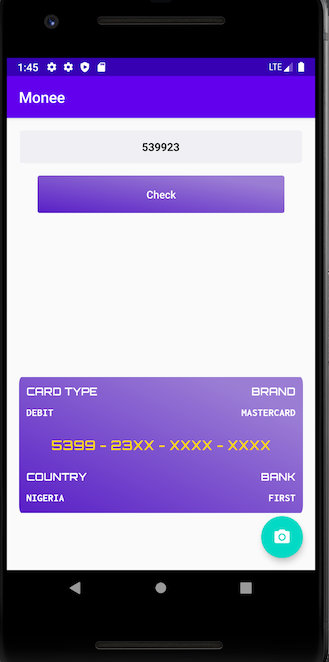 1:45 LTE
Monee
539923
Check
CARD TYPE BRAND
DEBIT MASTERCARD
5399 - 23XX - XXXX - XXXX
COUNTRY BANK
NIGERIA FIRST